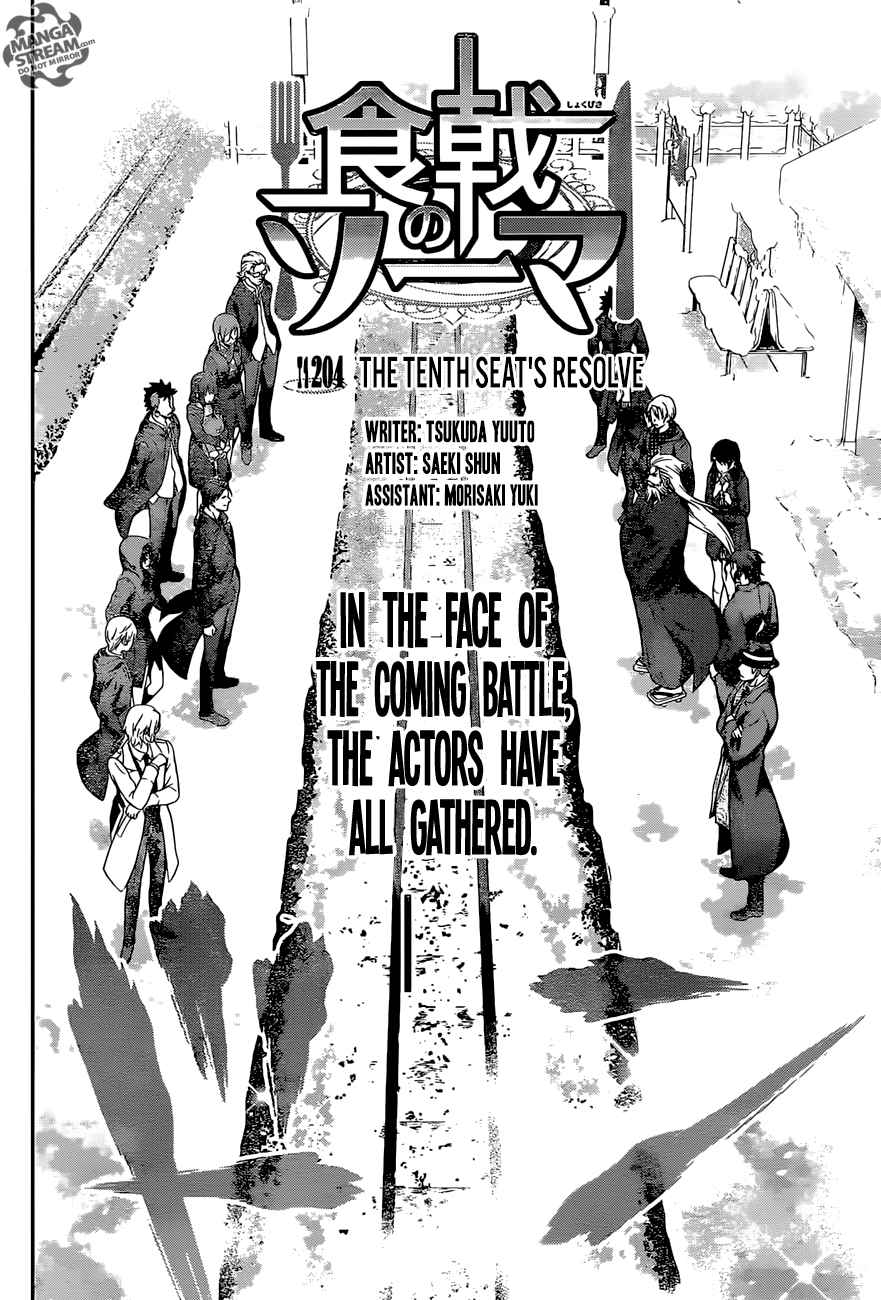 MANGA
STREAM.com
DO NOT MIRROR
しょくげき
食戟の
ソーマ
204 THE TENTH SEAT'S RESOLVE
WRITER: TSUKUDA YUUTO
ARTIST: SAEKI SHUN
ASSISTANT: MORISAKI YUKI
IN THE FACE OF
THE COMING BATTLE,
THE ACTORS HAVE
ALL GATHERED.